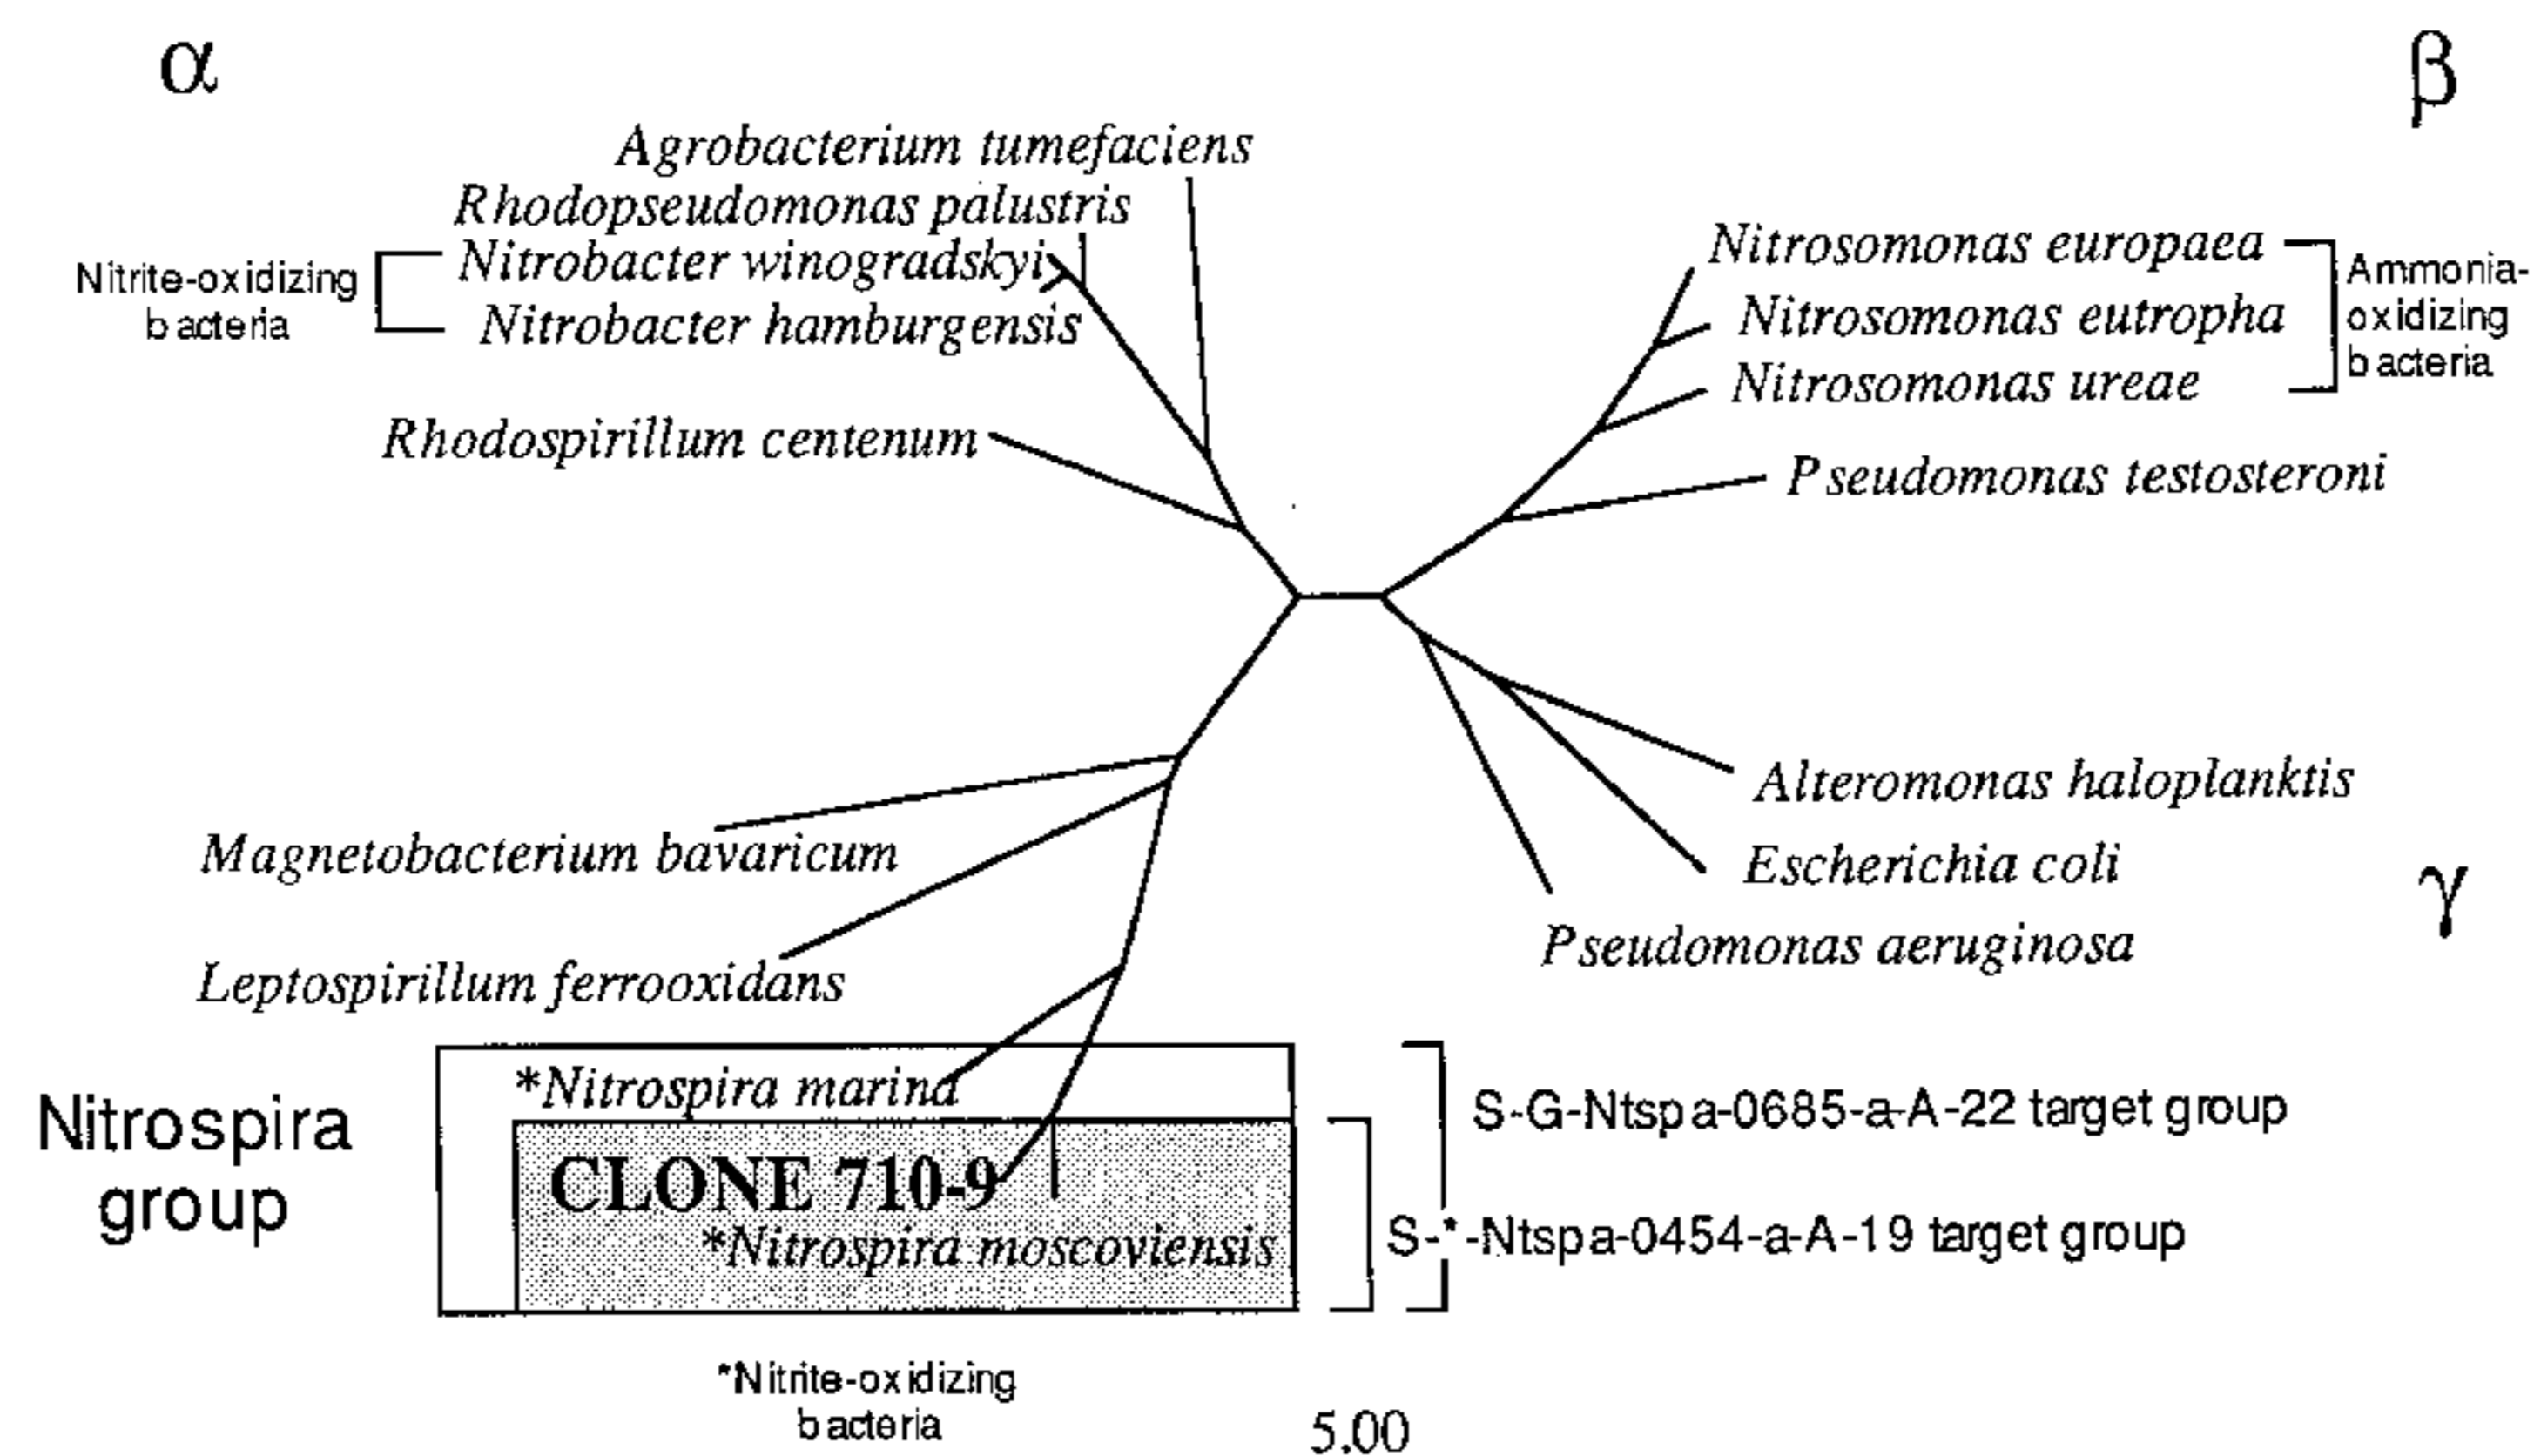 α
β
Agrobacterium tumefaciens
Rhodopseudomonas palustris
Nitrite-oxidizing
bacteria
Nitrobacter winogradskyi
Nitrobacter hamburgensis
Rhodospirillum centenum
Nitrosomonas europaea
Nitrosomonas eutropha
Nitrosomonas ureae
Ammonia-
oxidizing
bacteria
Pseudomonas testosteroni
Alteromonas haloplanktis
Escherichia coli
γ
Pseudomonas aeruginosa
Magnetobacterium bavaricum
Leptospirillum ferrooxidans
Nitrospira
group
*Nitrospira marina
CLONE 710-9
*Nitrospira moscoviensis
S-G-Ntspa-0685-a-A-22 target group
S-*-Ntspa-0454-a-A-19 target group
*Nitrite-oxidizing
bacteria
5.00